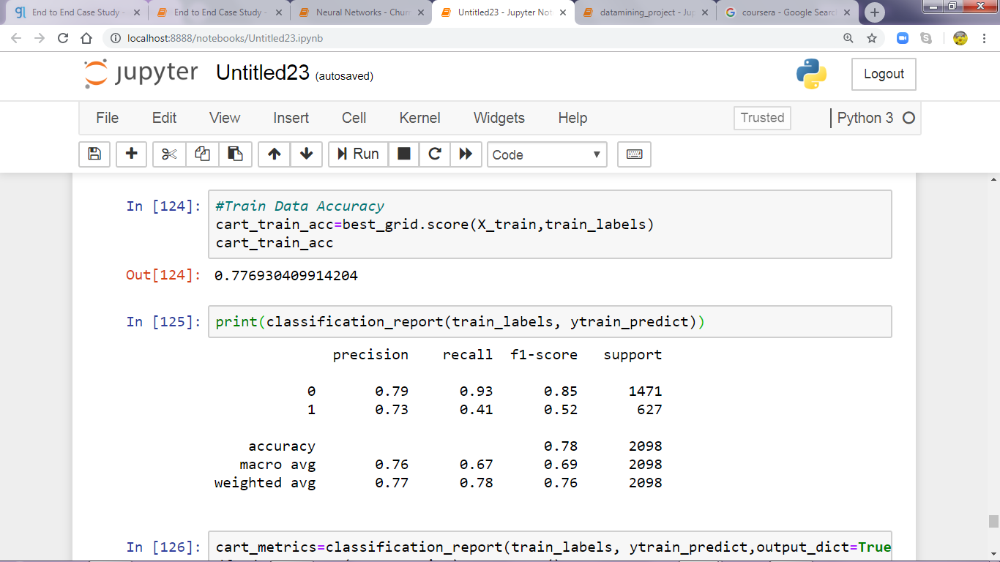 End to End Case Study - End to End Case Study - Neural Networks - Chur Untitled23 - Jupyter Not datamining_project - Jup coursera - Google Searc
localhost:8888/notebooks/Untitled23.ipynb
jupyter Untitled23 (autosaved) Logout
File Edit View Insert Cell Kernel Widgets Help Trusted Python 3
Run Code
In [124]: #Train Data Accuracy
cart_train_acc=best_grid.score(X_train,train_labels)
cart_train_acc
Out[124]: 0.776930409914204
In [125]: print(classification_report(train_labels, ytrain_predict))
precision recall f1-score support
0 0.79 0.93 0.85 1471
1 0.73 0.41 0.52 627
accuracy 0.78 2098
macro avg 0.76 0.67 0.69 2098
weighted avg 0.77 0.78 0.76 2098
In [126]: cart_metrics=classification_report(train_labels, ytrain_predict,output_dict=True